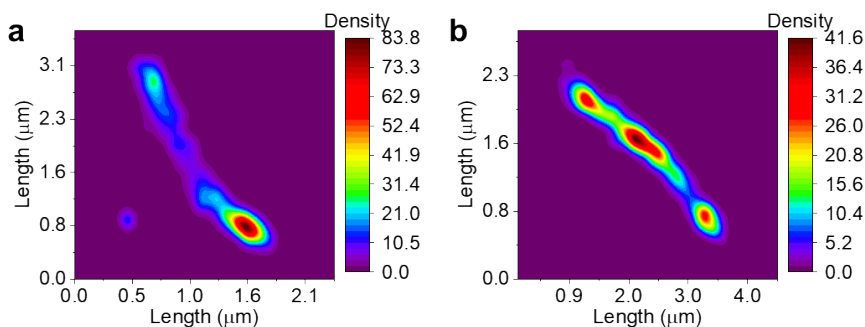 a
Density
Length (μm)
3.1
2.3
1.6
0.8
0.0
0.0 0.5 1.0 1.6 2.1
Length (μm)
83.8
73.3
62.9
52.4
41.9
31.4
21.0
10.5
0.0
b
Density
Length (μm)
2.3
1.6
0.8
0.0
0.9 2.0 3.0 4.0
Length (μm)
41.6
36.4
31.2
26.0
20.8
15.6
10.4
5.2
0.0